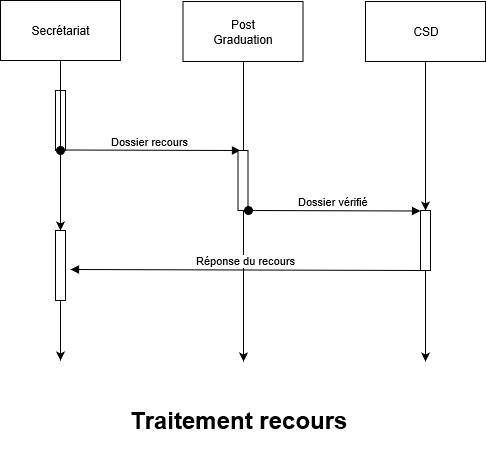 Secrétariat
Post
Graduation
CSD
Dossier recours
Dossier vérifié
Réponse du recours
Traitement recours